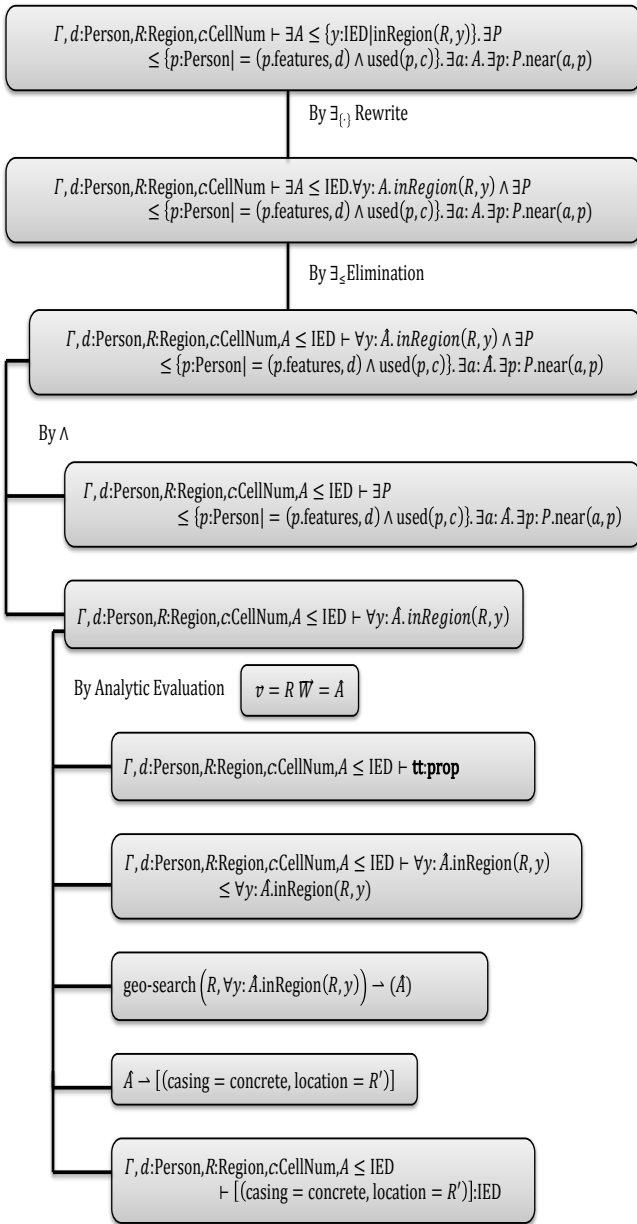 Γ, d:Person,R:Region,c:CellNum ⊢ ∃A ≤ {y:IED|inRegion(R, y)}. ∃P
≤ {p:Person| = (p.features, d) ∧ used(p, c)}. ∃a: A. ∃p: P.near(a, p)
By ∃{·} Rewrite
Γ, d:Person,R:Region,c:CellNum ⊢ ∃A ≤ IED.∀y: A. inRegion(R, y) ∧ ∃P
≤ {p:Person| = (p.features, d) ∧ used(p, c)}. ∃a: A. ∃p: P.near(a, p)
By ∃≤Elimination
Γ, d:Person,R:Region,c:CellNum,A ≤ IED ⊢ ∀y: Â. inRegion(R, y) ∧ ∃P
≤ {p:Person| = (p.features, d) ∧ used(p, c)}. ∃a: Â. ∃p: P.near(a, p)
By ∧
Γ, d:Person,R:Region,c:CellNum,A ≤ IED ⊢ ∃P
≤ {p:Person| = (p.features, d) ∧ used(p, c)}. ∃a: Â. ∃p: P.near(a, p)
Γ, d:Person,R:Region,c:CellNum,A ≤ IED ⊢ ∀y: Â. inRegion(R, y)
By Analytic Evaluation
v⃗ = R W⃗ = Â
Γ, d:Person,R:Region,c:CellNum,A ≤ IED ⊢ tt:prop
Γ, d:Person,R:Region,c:CellNum,A ≤ IED ⊢ ∀y: Â.inRegion(R, y)
≤ ∀y: Â.inRegion(R, y)
geo-search (R, ∀y: Â.inRegion(R, y)) ⇀ (Â)
Â ⇀ [(casing = concrete, location = R′)]
Γ, d:Person,R:Region,c:CellNum,A ≤ IED
⊢ [(casing = concrete, location = R′)]:IED